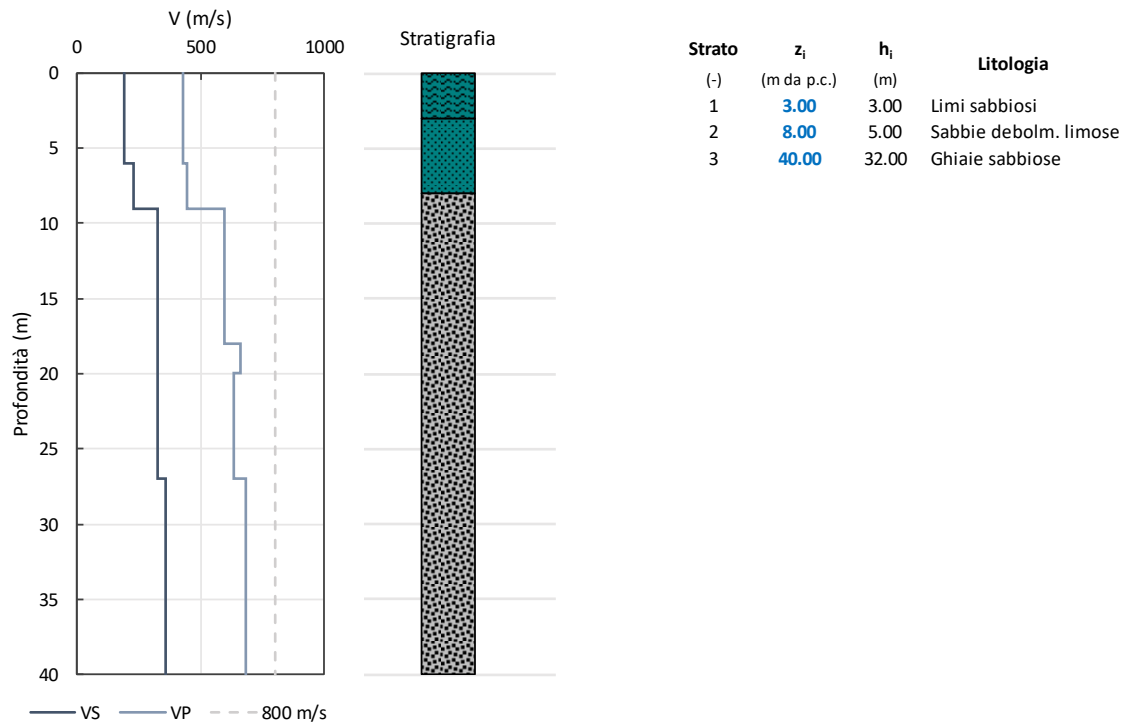 V (m/s)
0 500 1000
Profondità (m)
0
5
10
15
20
25
30
35
40
VS VP 800 m/s
Stratigrafia
Strato zi hi Litologia
(-) (m da p.c.) (m)
1 3.00 3.00 Limi sabbiosi
2 8.00 5.00 Sabbie debolm. limose
3 40.00 32.00 Ghiaie sabbiose